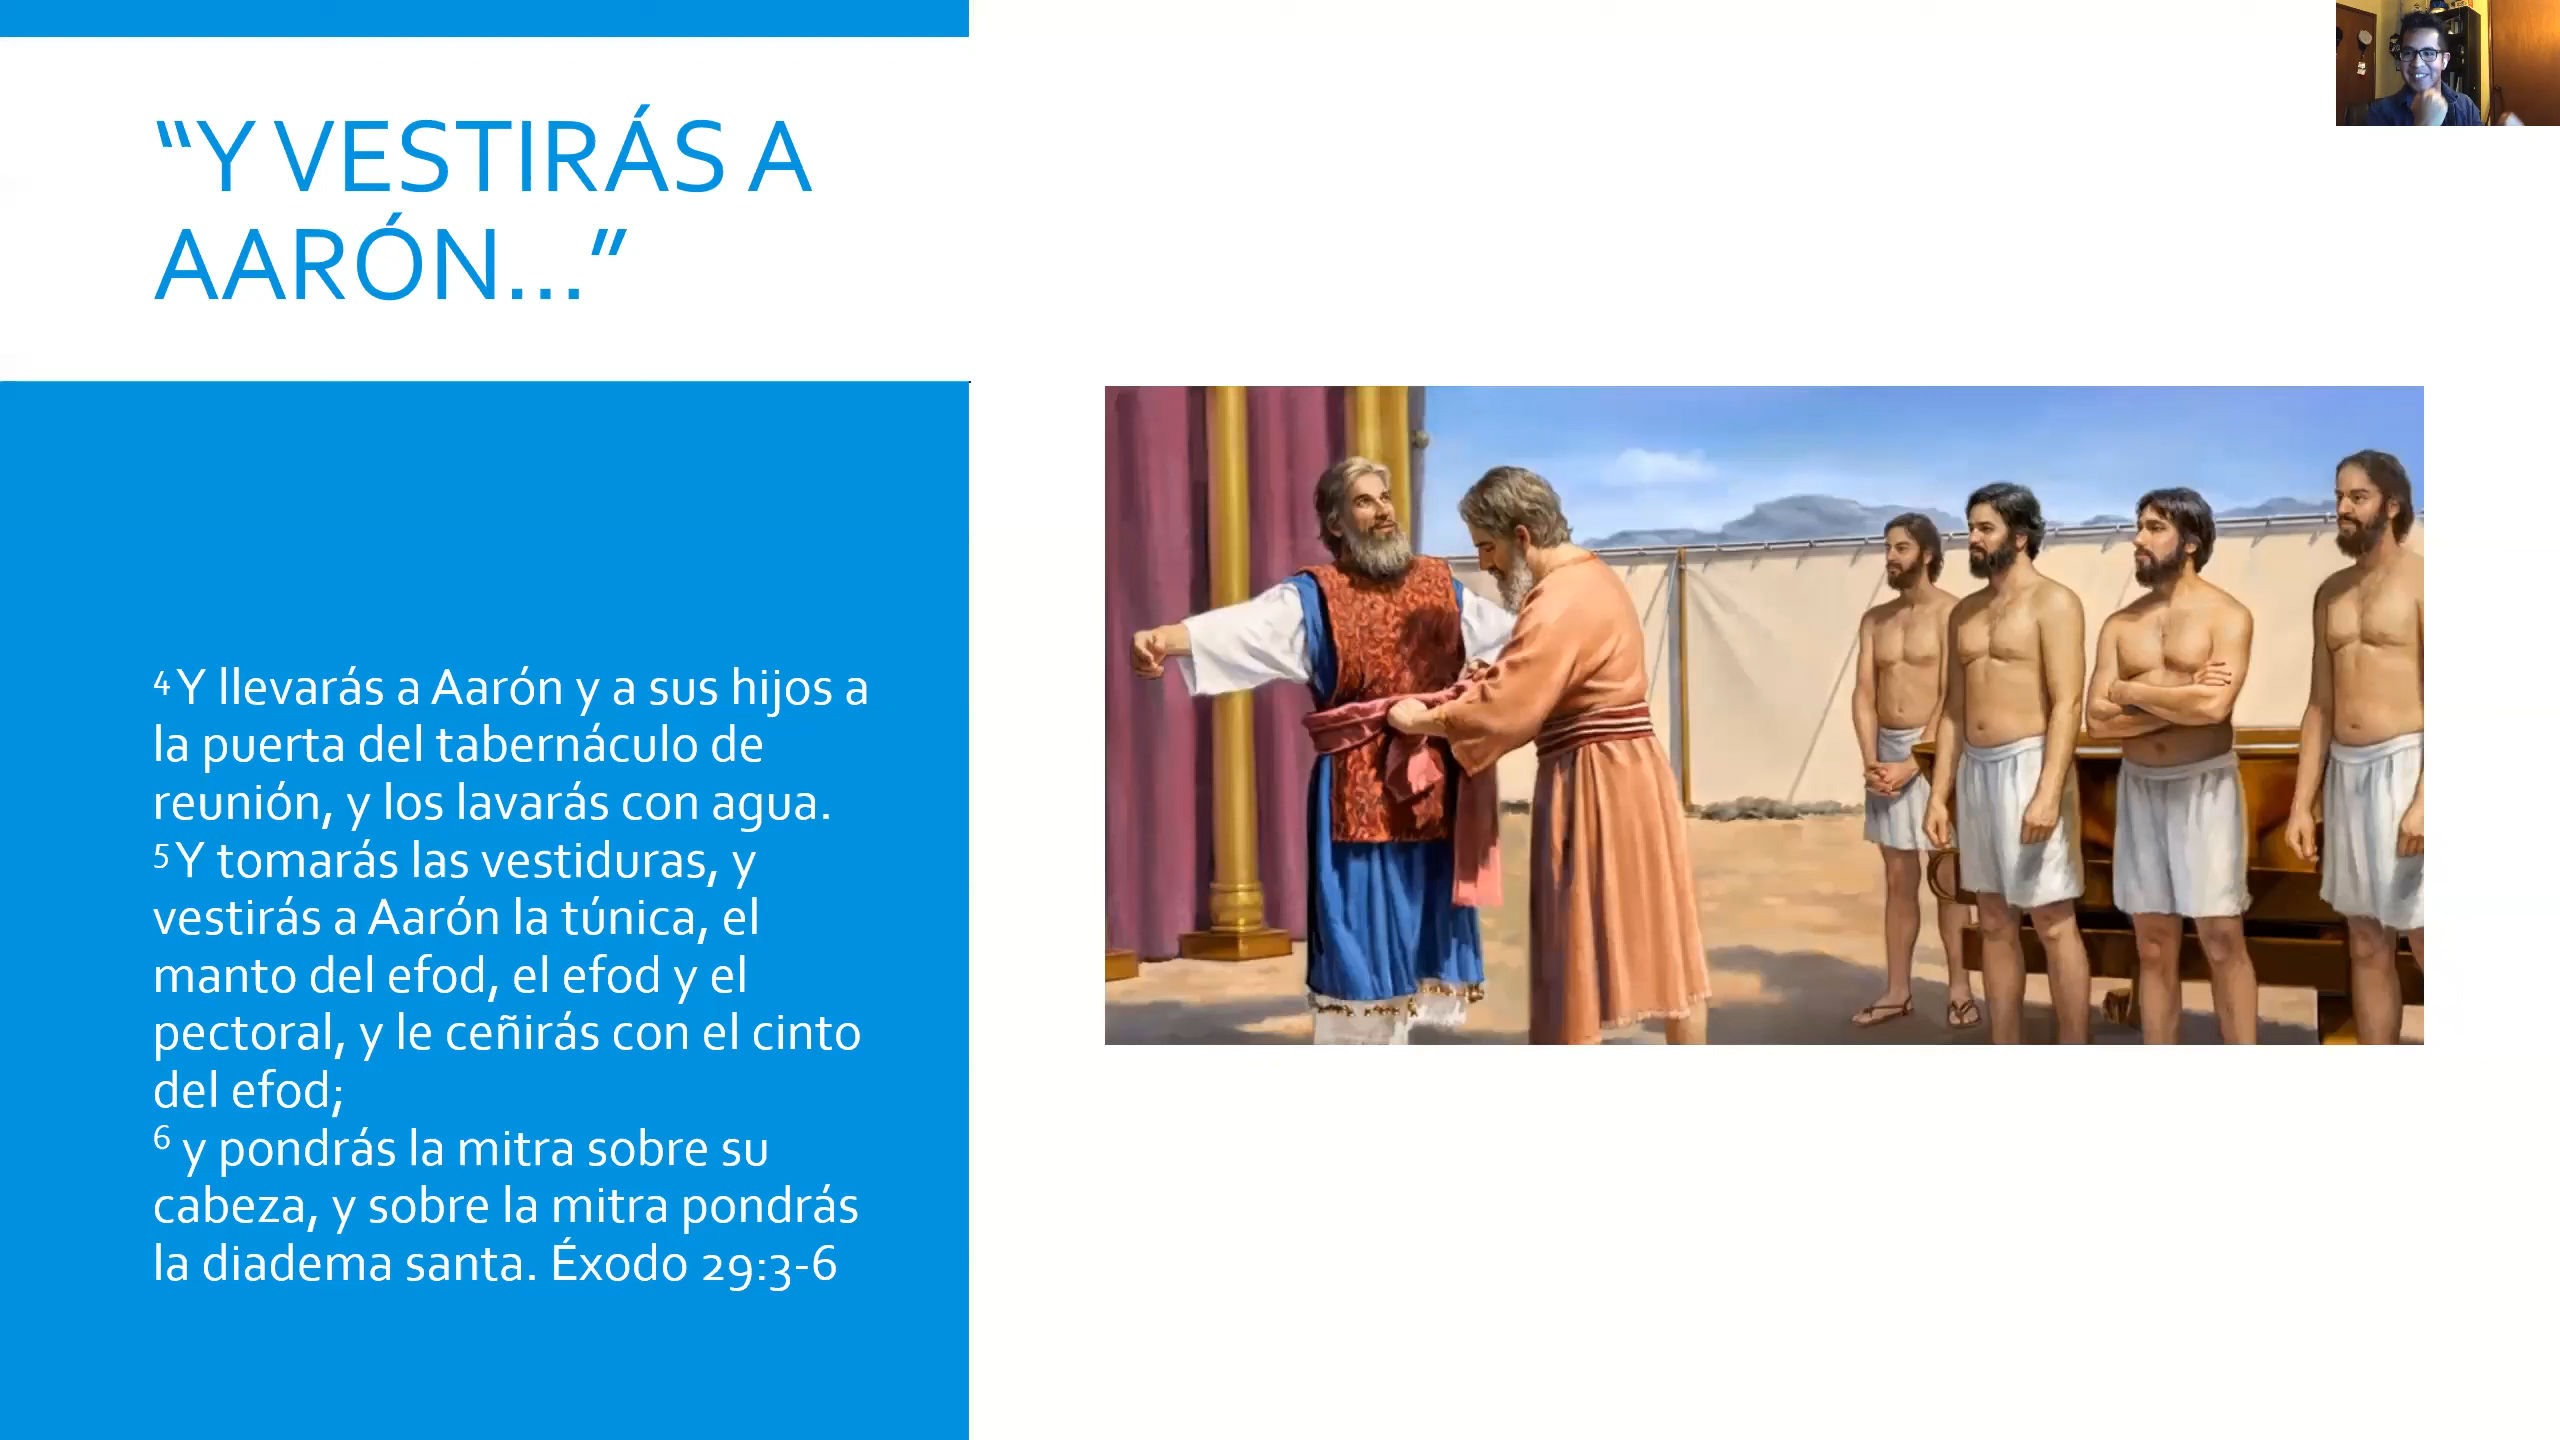 “Y VESTIRÁS A
AARÓN...”
4 Y llevarás a Aarón y a sus hijos a
la puerta del tabernáculo de
reunión, y los lavarás con agua.
5 Y tomarás las vestiduras, y
vestirás a Aarón la túnica, el
manto del efod, el efod y el
pectoral, y le ceñirás con el cinto
del efod;
6 y pondrás la mitra sobre su
cabeza, y sobre la mitra pondrás
la diadema santa. Éxodo 29:3-6